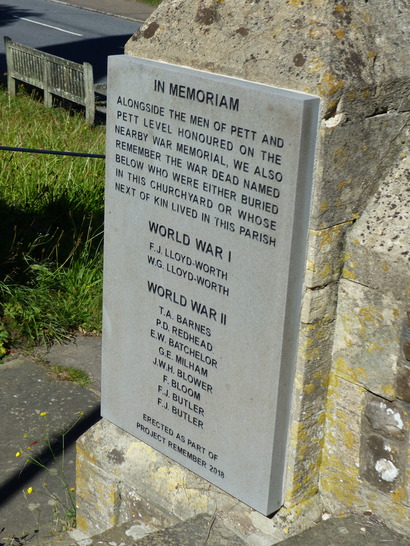 IN MEMORIAM
ALONGSIDE THE MEN OF PETT AND
PETT LEVEL HONOURED ON THE
NEARBY WAR MEMORIAL, WE ALSO
REMEMBER THE WAR DEAD NAMED
BELOW WHO WERE EITHER BURIED
IN THIS CHURCHYARD OR WHOSE
NEXT OF KIN LIVED IN THIS PARISH
WORLD WAR I
F.J. LLOYD-WORTH
W.G. LLOYD-WORTH
WORLD WAR II
T.A. BARNES
P.D. REDHEAD
E.W. BATCHELOR
G.E. MILHAM
J.W.H. BLOWER
F. BLOOM
F.J. BUTLER
F.J. BUTLER
ERECTED AS PART OF
PROJECT REMEMBER 2018